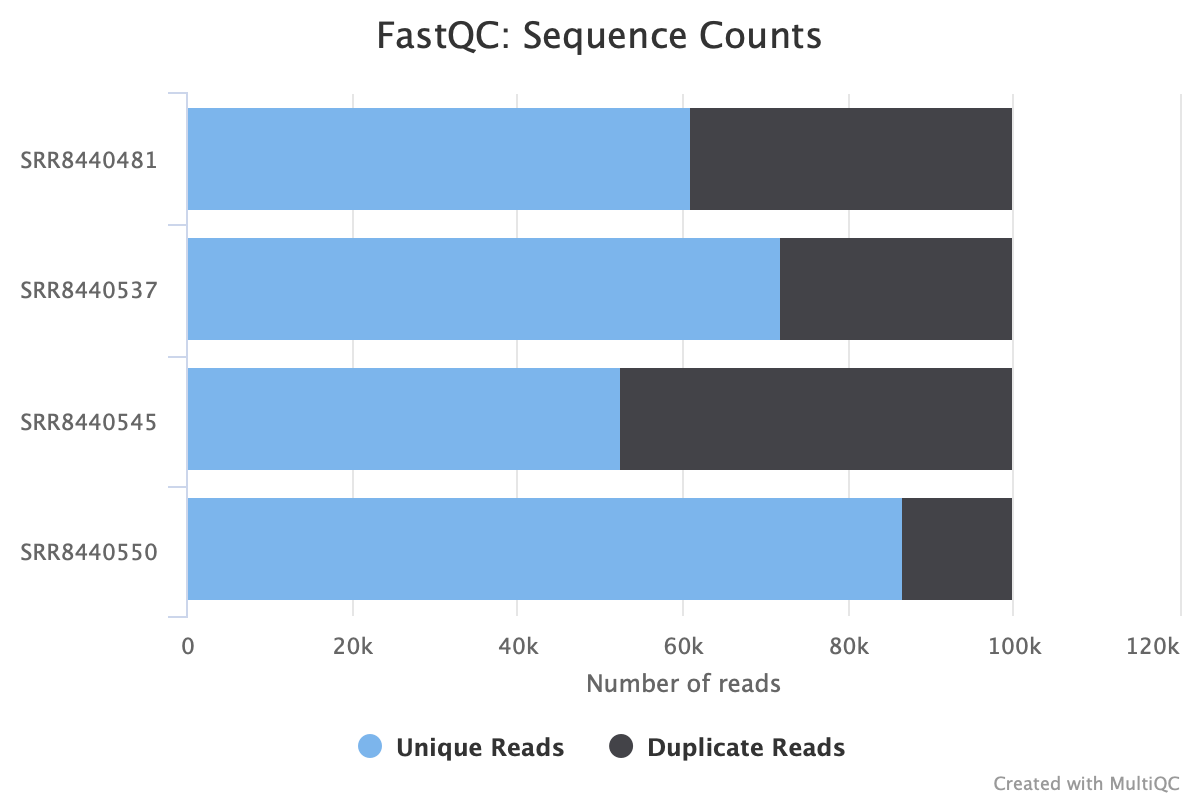 FastQC: Sequence Counts
SRR8440481
SRR8440537
SRR8440545
SRR8440550
0 20k 40k 60k 80k 100k 120k
Number of reads
Unique Reads Duplicate Reads
Created with MultiQC